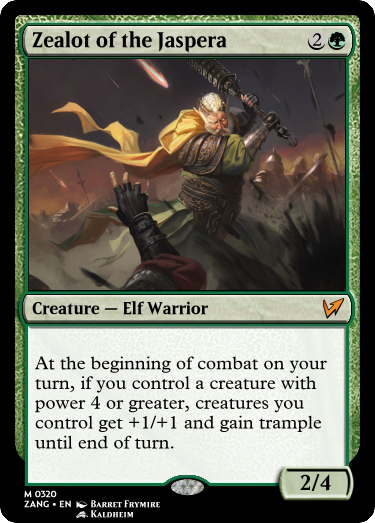 Zealot of the Jaspera 2
Creature — Elf Warrior
At the beginning of combat on your
turn, if you control a creature with
power 4 or greater, creatures you
control get +1/+1 and gain trample
until end of turn.
2/4
M 0320
ZANG • EN Barret Frymire
Kaldheim